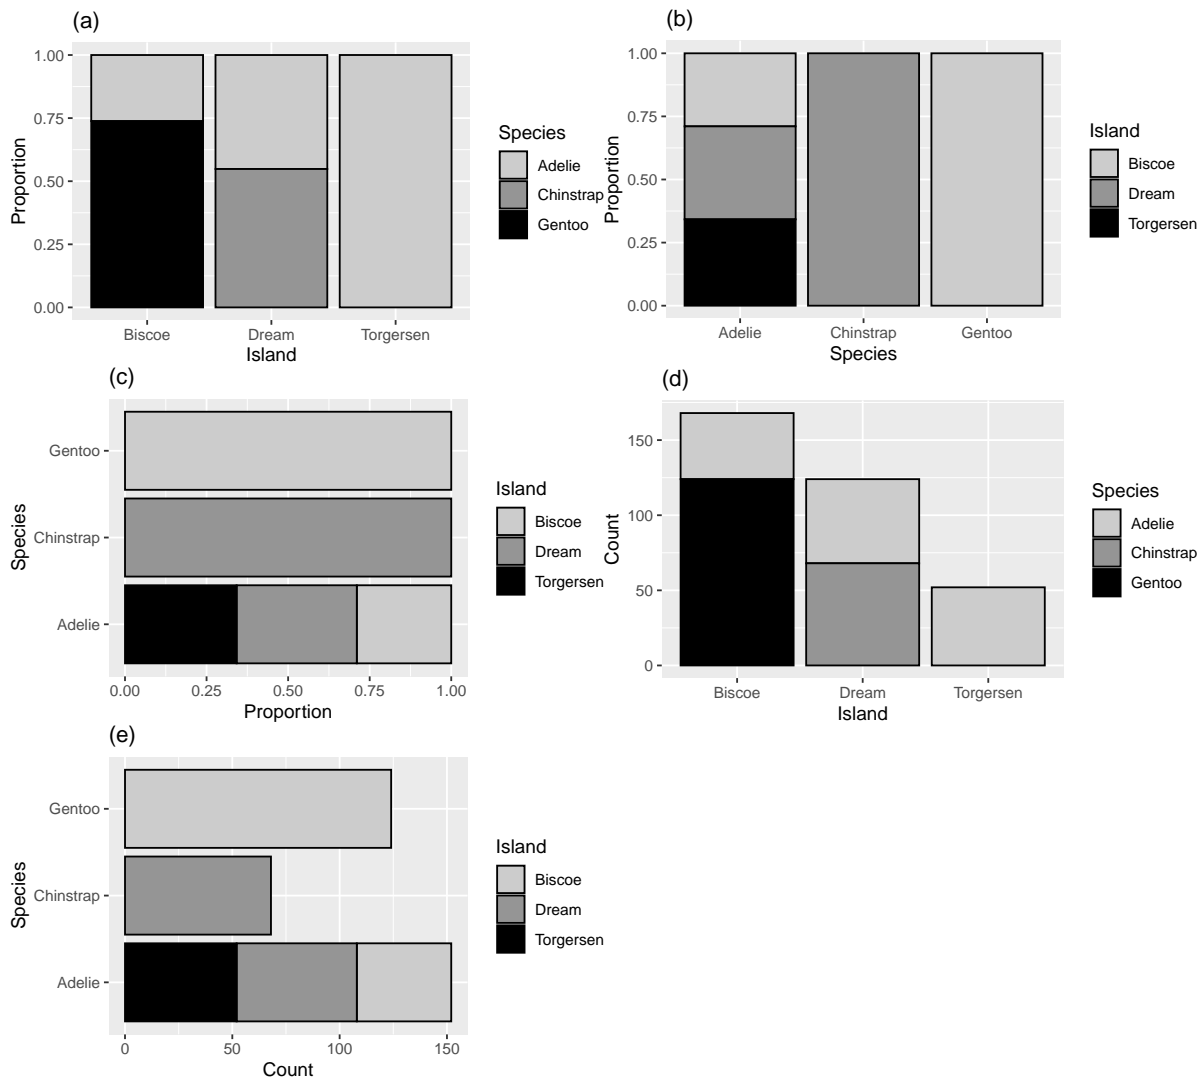 (a)
1.00
0.75
0.50
0.25
0.00
Proportion
Biscoe Dream Torgersen
Island
Species
Adelie
Chinstrap
Gentoo
(b)
1.00
0.75
0.50
0.25
0.00
Proportion
Adelie Chinstrap Gentoo
Species
Island
Biscoe
Dream
Torgersen
(c)
Gentoo
Chinstrap
Adelie
Species
0.00 0.25 0.50 0.75 1.00
Proportion
Island
Biscoe
Dream
Torgersen
(d)
150
100
50
0
Count
Biscoe Dream Torgersen
Island
Species
Adelie
Chinstrap
Gentoo
(e)
Gentoo
Chinstrap
Adelie
Species
0 50 100 150
Count
Island
Biscoe
Dream
Torgersen